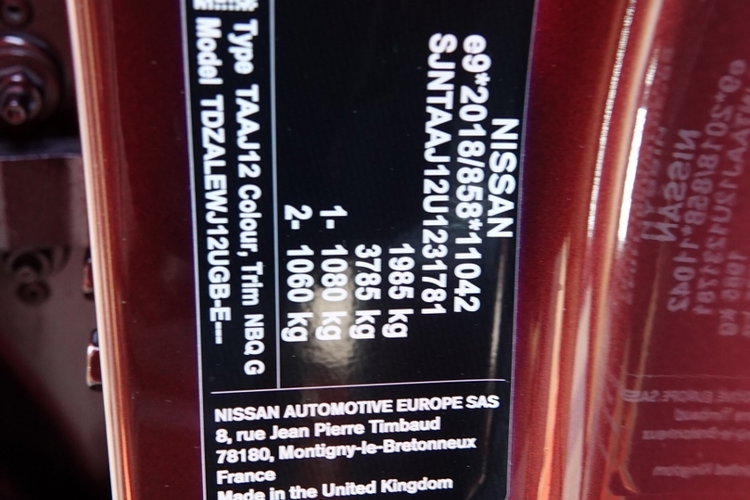 NISSAN
e9*2018/858*11042
SJNTAAJ12U1231781
1985 kg
3785 kg
1- 1080 kg
2- 1060 kg
Type TAAJ12 Colour, Trim NBQ G
Model TDZALEWJ12UGB-E---
NISSAN AUTOMOTIVE EUROPE SAS
8, rue Jean Pierre Timbaud
78180, Montigny-le-Bretonneux
France
Made in the United Kingdom